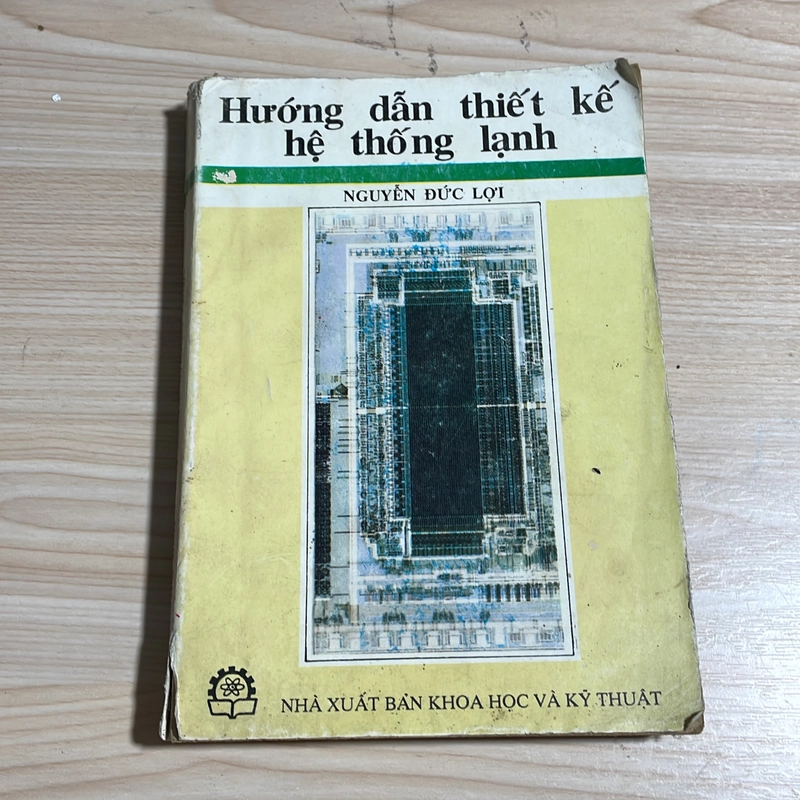 Hướng dẫn thiết kế
hệ thống lạnh
NGUYỄN ĐỨC LỢI
NHÀ XUẤT BẢN KHOA HỌC VÀ KỸ THUẬT